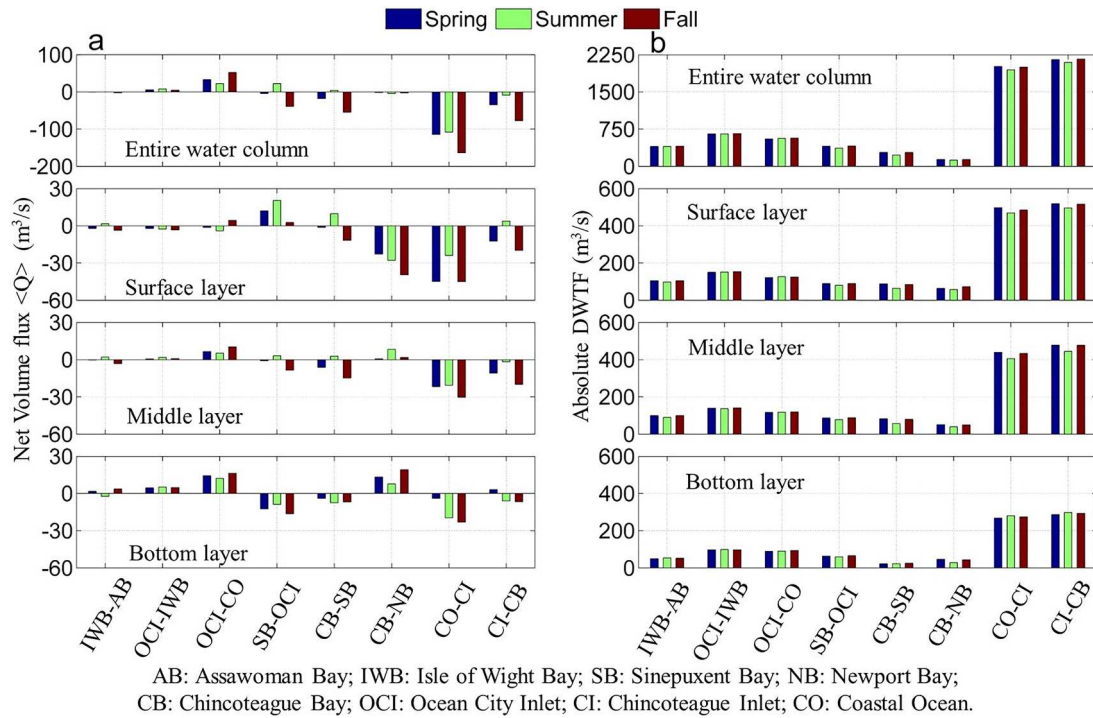 Spring Summer Fall
a
b
Net Volume flux <Q> (m³/s)
100
0
-100
-200
Entire water column
30
0
-30
-60
Surface layer
30
0
-30
-60
Middle layer
30
0
-30
-60
Bottom layer
IWB-AB OCI-IWB OCI-CO SB-OCI CB-SB CB-NB CO-CI CI-CB
Absolute DWTF (m³/s)
2250
1500
750
0
Entire water column
600
400
200
0
Surface layer
600
400
200
0
Middle layer
600
400
200
0
Bottom layer
IWB-AB OCI-IWB OCI-CO SB-OCI CB-SB CB-NB CO-CI CI-CB
AB: Assawoman Bay; IWB: Isle of Wight Bay; SB: Sinepuxent Bay; NB: Newport Bay;
CB: Chincoteague Bay; OCI: Ocean City Inlet; CI: Chincoteague Inlet; CO: Coastal Ocean.